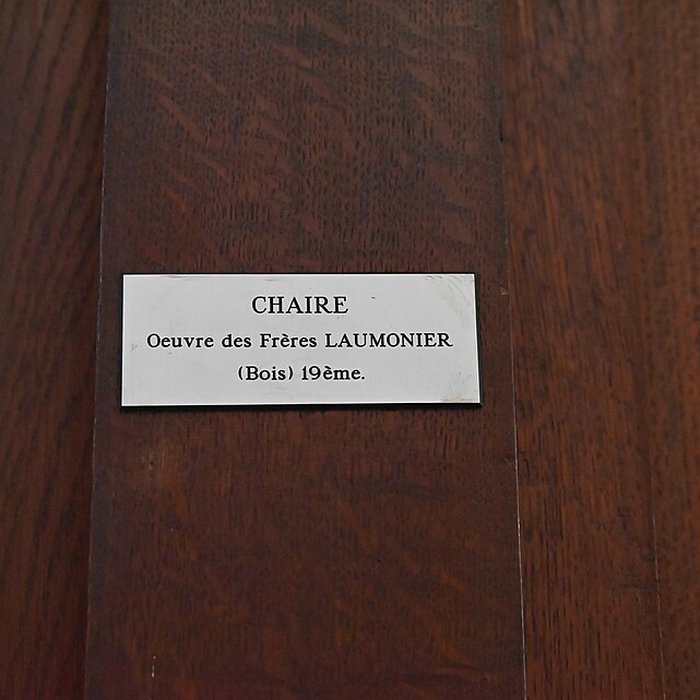 CHAIRE
Oeuvre des Frères LAUMONIER
(Bois) 19ème.